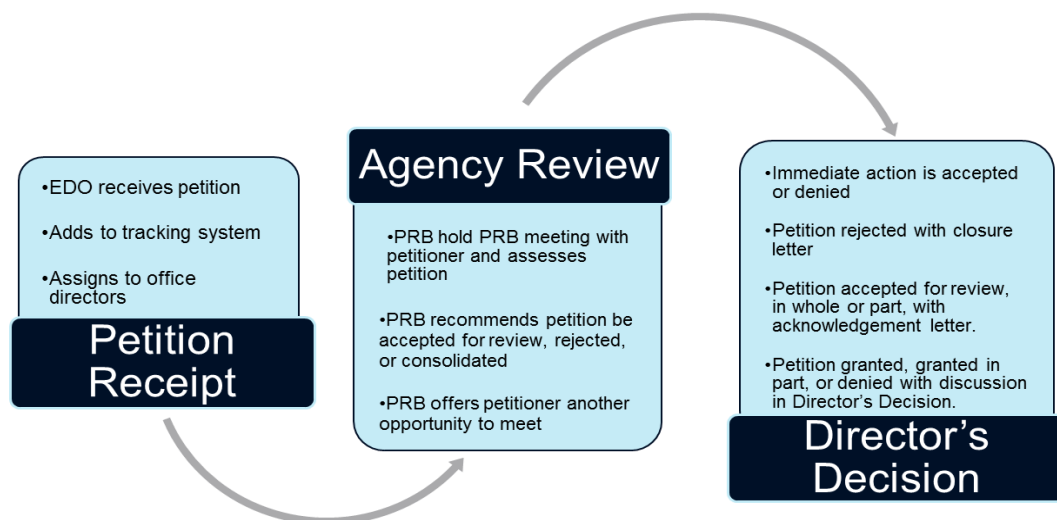 •EDO receives petition
•Adds to tracking system
•Assigns to office
directors
Petition
Receipt
Agency Review
•PRB hold PRB meeting with
petitioner and assesses
petition
•PRB recommends petition be
accepted for review, rejected,
or consolidated
•PRB offers petitioner another
opportunity to meet
•Immediate action is accepted
or denied
•Petition rejected with closure
letter
•Petition accepted for review,
in whole or part, with
acknowledgement letter.
•Petition granted, granted in
part, or denied with discussion
in Director’s Decision.
Director’s
Decision